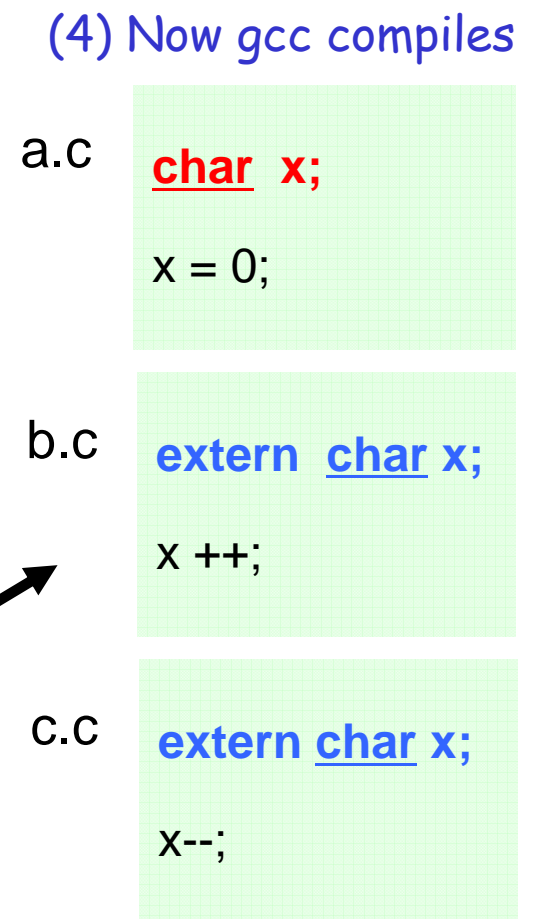 (4) Now gcc compiles
a.c
char x;
x = 0;
b.c
extern char x;
x ++;
c.c
extern char x;
x--;